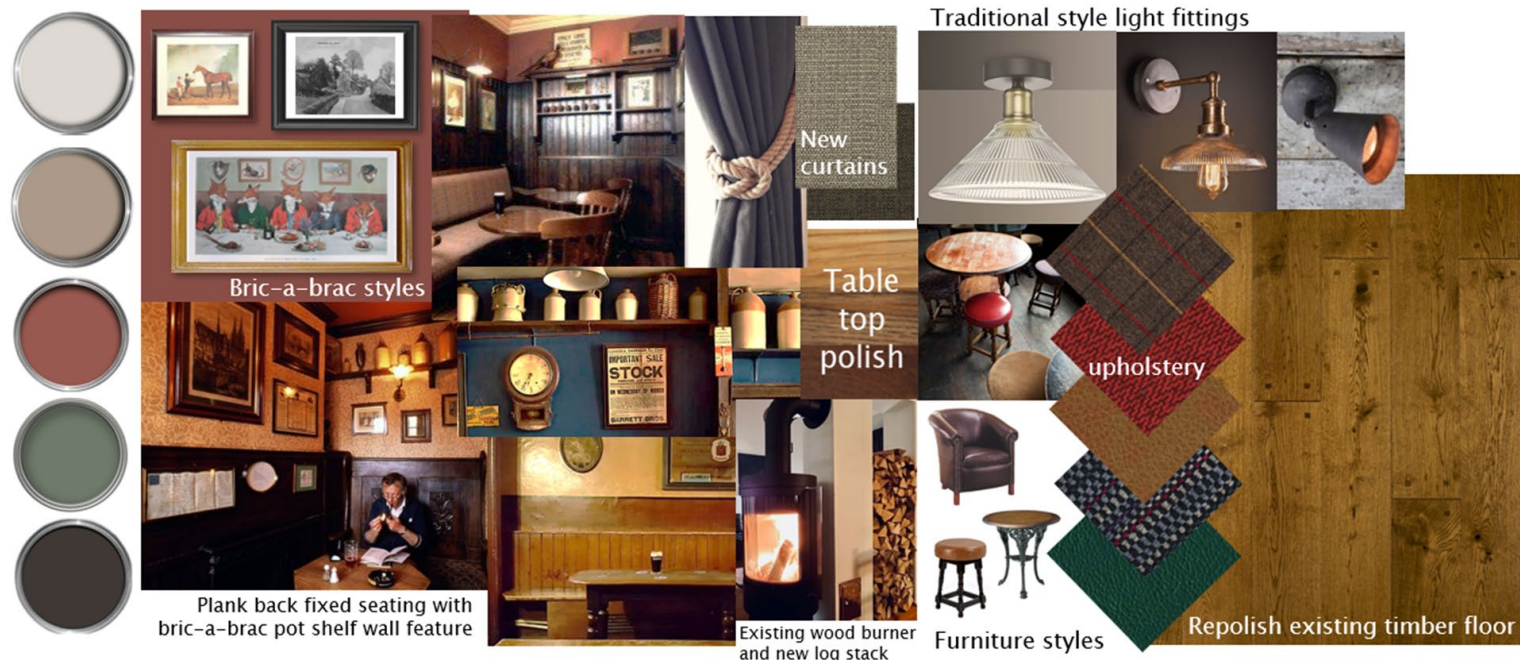 Traditional style light fittings
New
curtains
Bric-a-brac styles
Table
top
polish
IMPORTANT SALE
STOCK
BARRETT BROS.
upholstery
Plank back fixed seating with
bric-a-brac pot shelf wall feature
Existing wood burner
and new log stack
Furniture styles
Repolish existing timber floor